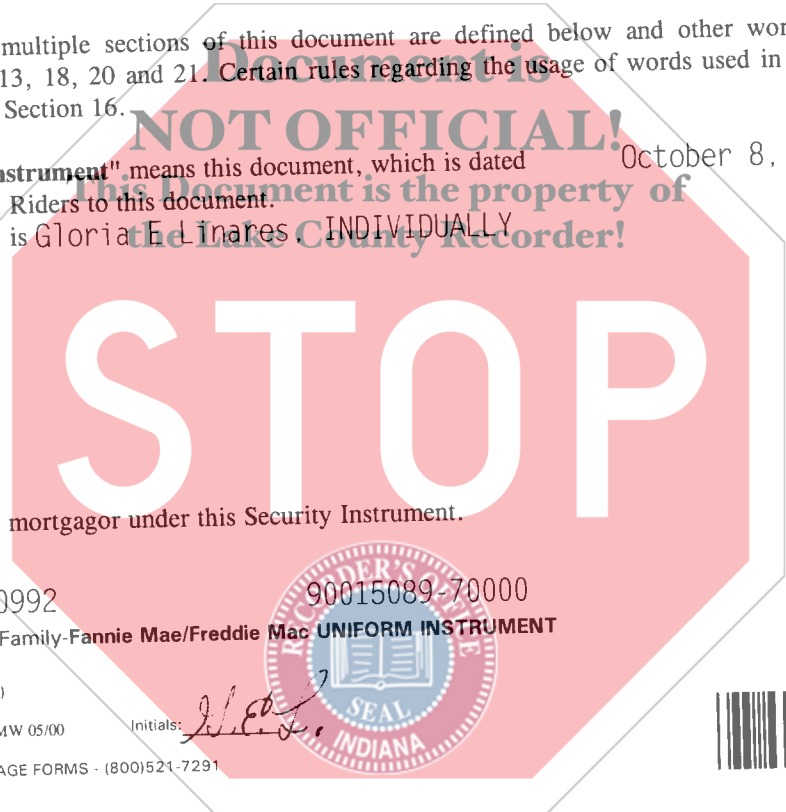 multiple sections of this document are defined below and other wor
Document is
13, 18, 20 and 21. Certain rules regarding the usage of words used in
Section 16.
NOT OFFICIAL!
nstrument" means this document, which is dated October 8,
This Document is the property of
Riders to this document.
is Gloria E Linares, INDIVIDUALLY
the Lake County Recorder!
STOP
mortgagor under this Security Instrument.
0992 90015089-70000
Family-Fannie Mae/Freddie Mac UNIFORM INSTRUMENT
RECORDER'S OFFICE
SEAL
INDIANA
)
MW 05/00 Initials: G.E.L.
AGE FORMS - (800)521-7291